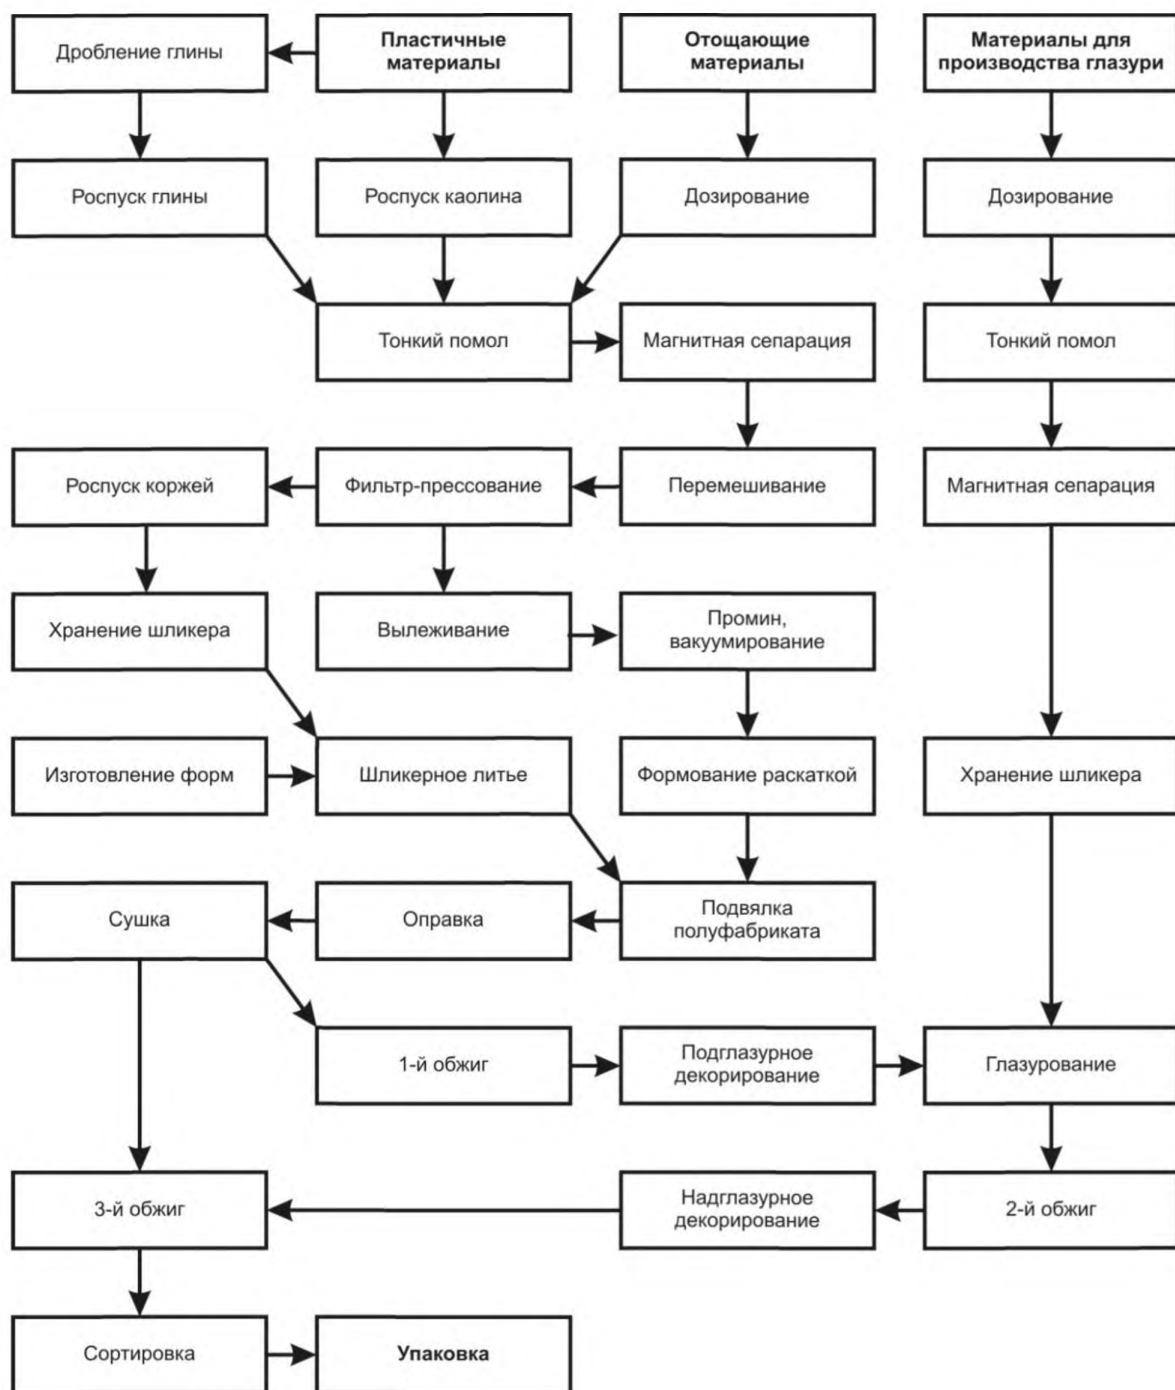 Дробление глины
Пластичные
материалы
Отощающие
материалы
Материалы для
производства глазури
Роспуск глины
Роспуск каолина
Дозирование
Дозирование
Тонкий помол
Магнитная сепарация
Тонкий помол
Роспуск коржей
Фильтр-прессование
Перемешивание
Магнитная сепарация
Хранение шликера
Вылеживание
Промин,
вакуумирование
Изготовление форм
Шликерное литье
Формование раскаткой
Хранение шликера
Сушка
Оправка
Подвялка
полуфабриката
1-й обжиг
Подглазурное
декорирование
Глазурование
3-й обжиг
Надглазурное
декорирование
2-й обжиг
Сортировка
Упаковка